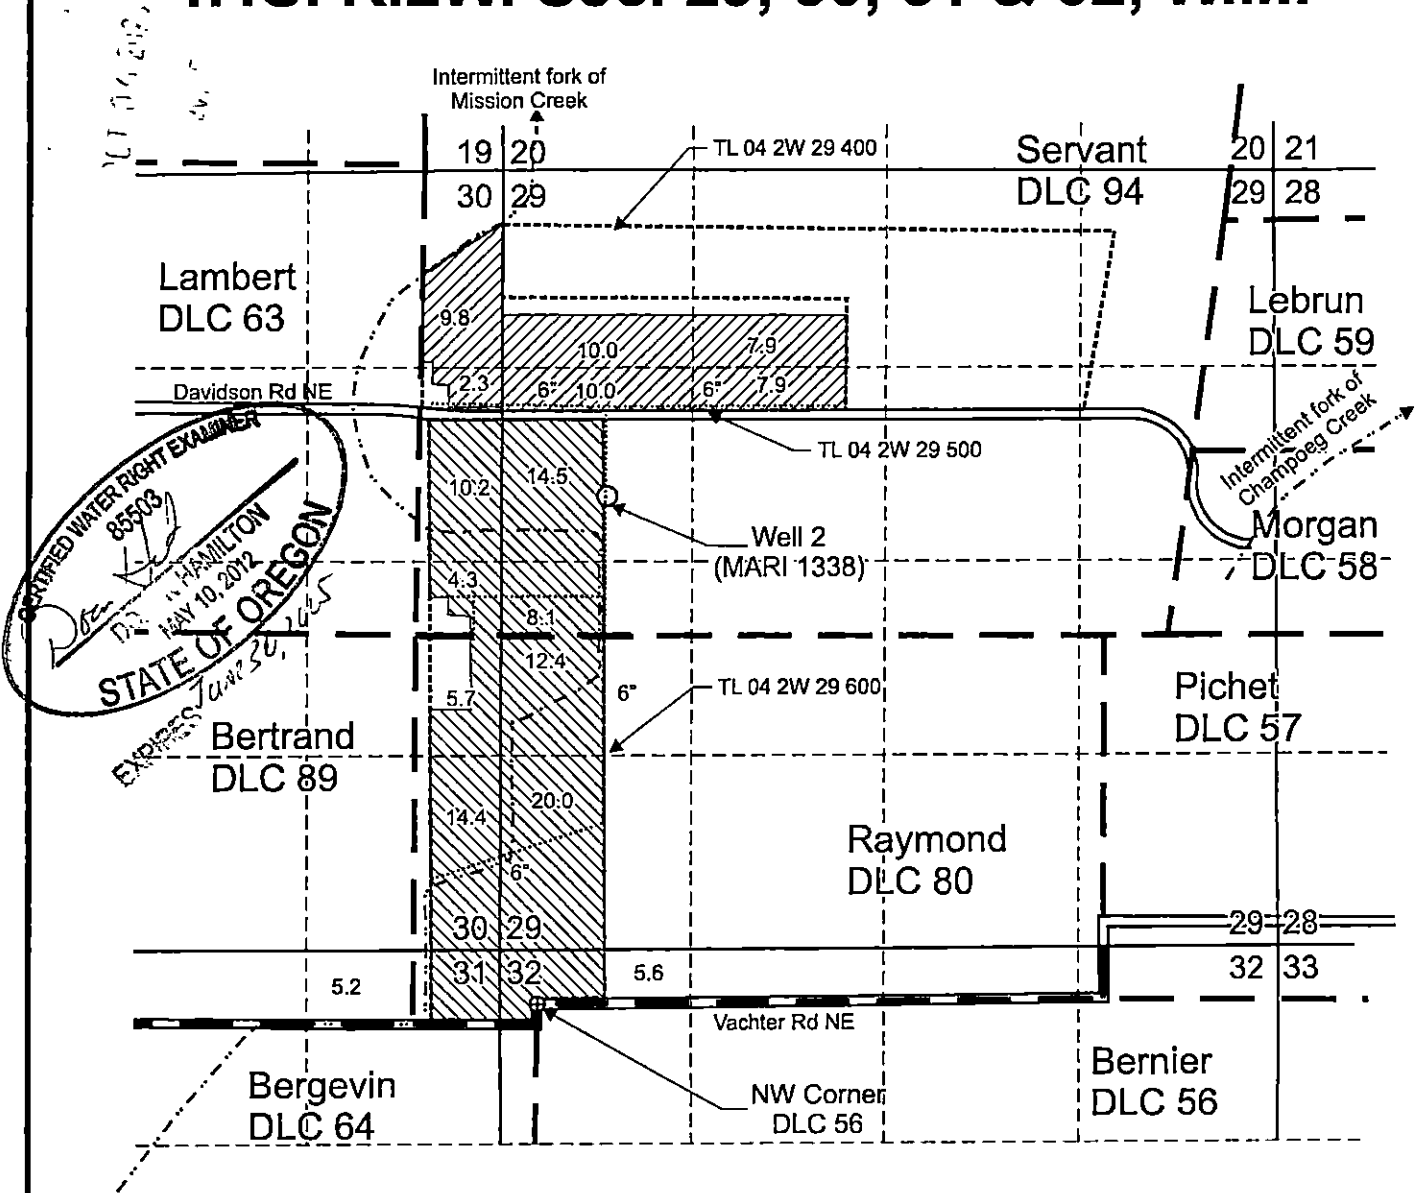 Intermittent fork of
Mission Creek
19 20
30 29
TL 04 2W 29 400
Servant
DLC 94
20 21
29 28
Lambert
DLC 63
Lebrun
DLC 59
9.8
10.0
7.9
2.3
6"
10.0
6"
7.9
Davidson Rd NE
TL 04 2W 29 500
Intermittent fork of
Champoeg Creek
CERTIFIED WATER RIGHT EXAMINER
85503
HAMILTON
MAY 10, 2012
STATE OF OREGON
EXPIRES June 30,
10.2
14.5
Well 2
(MARI 1338)
Morgan
DLC 58
4.3
8.1
12.4
5.7
6"
TL 04 2W 29 600
Pichet
DLC 57
Bertrand
DLC 89
14.4
20.0
6"
Raymond
DLC 80
30 29
31 32
29 28
32 33
5.2
5.6
Vachter Rd NE
Bergevin
DLC 64
NW Corner
DLC 56
Bernier
DLC 56